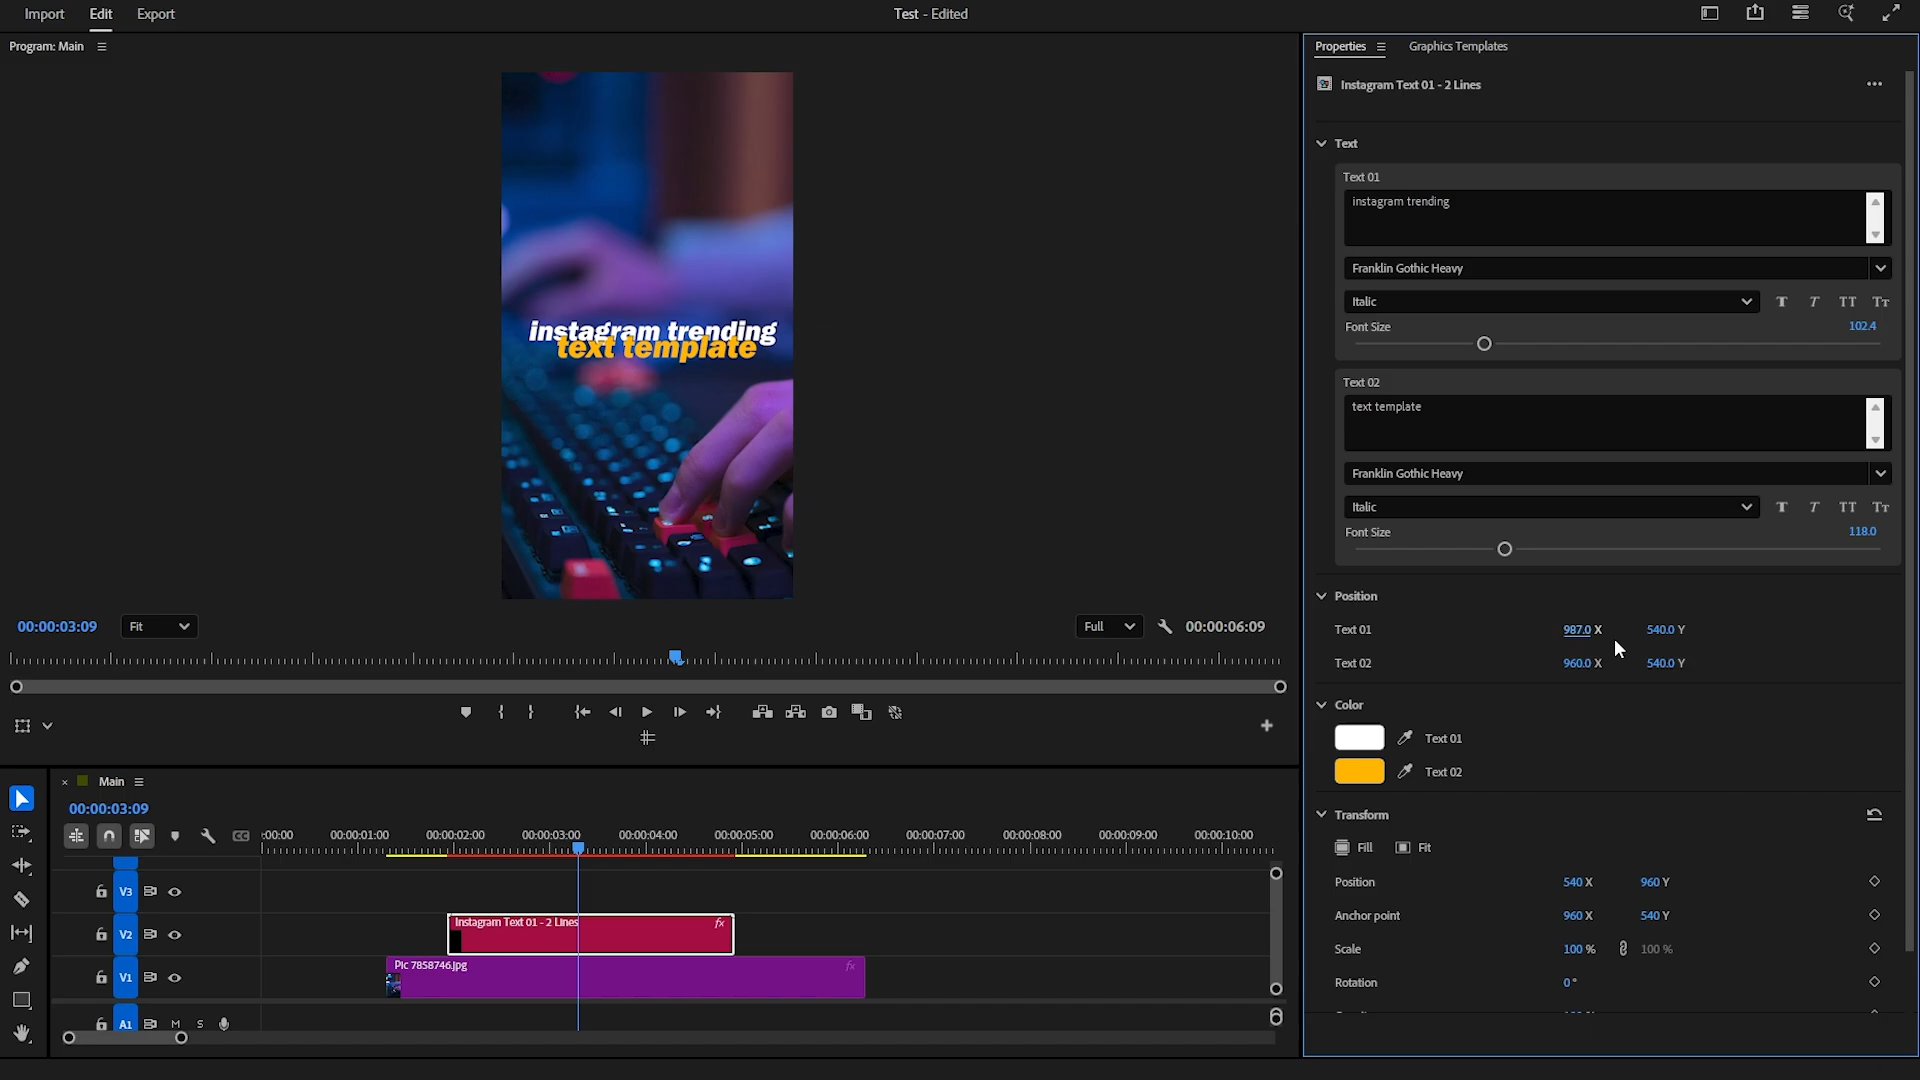 Import Edit Export Test - Edited
Program: Main
Properties Graphics Templates
instagram trending
text template
00:00:03:09 Fit Full 00:00:06:09
Instagram Text 01 - 2 Lines
Text
Text 01
instagram trending
Franklin Gothic Heavy
Italic T T TT Tт
Font Size 102.4
Text 02
text template
Franklin Gothic Heavy
Italic T T TT Tт
Font Size 118.0
Position
Text 01 987.0 X 540.0 Y
Text 02 960.0 X 540.0 Y
Color
Text 01
Text 02
Transform
Fill Fit
Position 540 X 960 Y
Anchor point 960 X 540 Y
Scale 100 % 100 %
Rotation 0 °
× Main
00:00:03:09
CC :00:00 00:00:01:00 00:00:02:00 00:00:03:00 00:00:04:00 00:00:05:00 00:00:06:00 00:00:07:00 00:00:08:00 00:00:09:00 00:00:10:00
V3
V2 Instagram Text 01 - 2 Lines fx
V1 Pic 7858746.jpg fx
A1 M S